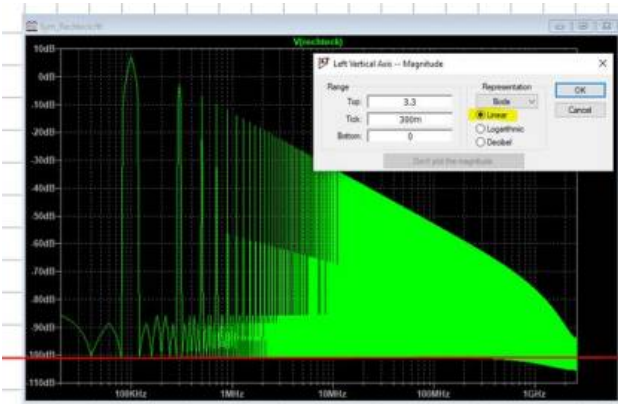 V(rechteck)
10dB
0dB
-10dB
-20dB
-30dB
-40dB
-50dB
-60dB
-70dB
-80dB
-90dB
-100dB
-110dB
100KHz
1MHz
10MHz
100MHz
1GHz
Left Vertical Axis -- Magnitude
Range
Top: 3.3
Tick: 300m
Bottom: 0
Representation
Bode
Linear
Logarithmic
Decibel
OK
Cancel
Don't plot the magnitude